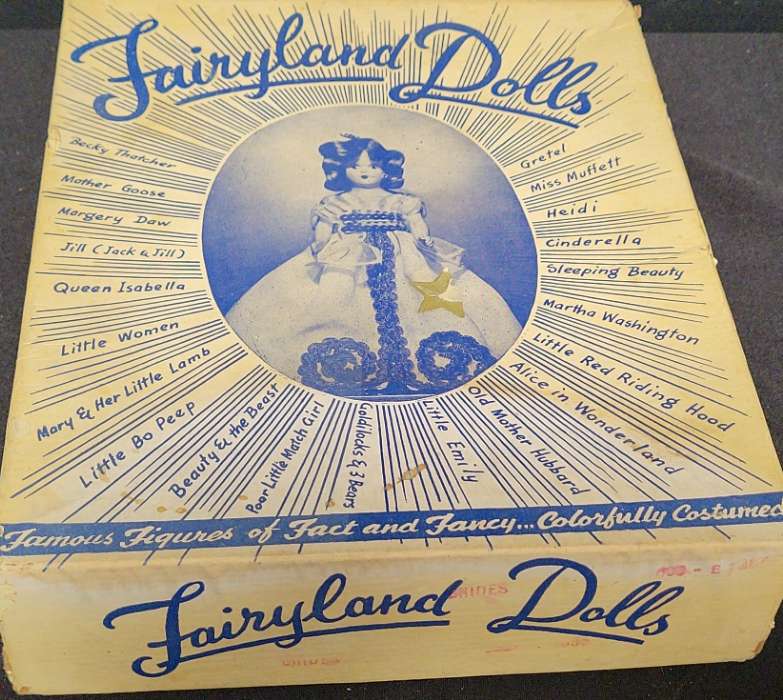 Fairyland Dolls
Becky Thatcher
Mother Goose
Margery Daw
Jill (Jack & Jill)
Queen Isabella
Little Women
Mary & Her Little Lamb
Little Bo Peep
Beauty & the Beast
Poor Little Match Girl
Goldilocks & 3 Bears
Little Emily
Old Mother Hubbard
Alice in Wonderland
Little Red Riding Hood
Martha Washington
Sleeping Beauty
Cinderella
Heidi
Miss Muffett
Gretel
Famous Figures of Fact and Fancy... Colorfully Costumed
Fairyland Dolls
BRIDES